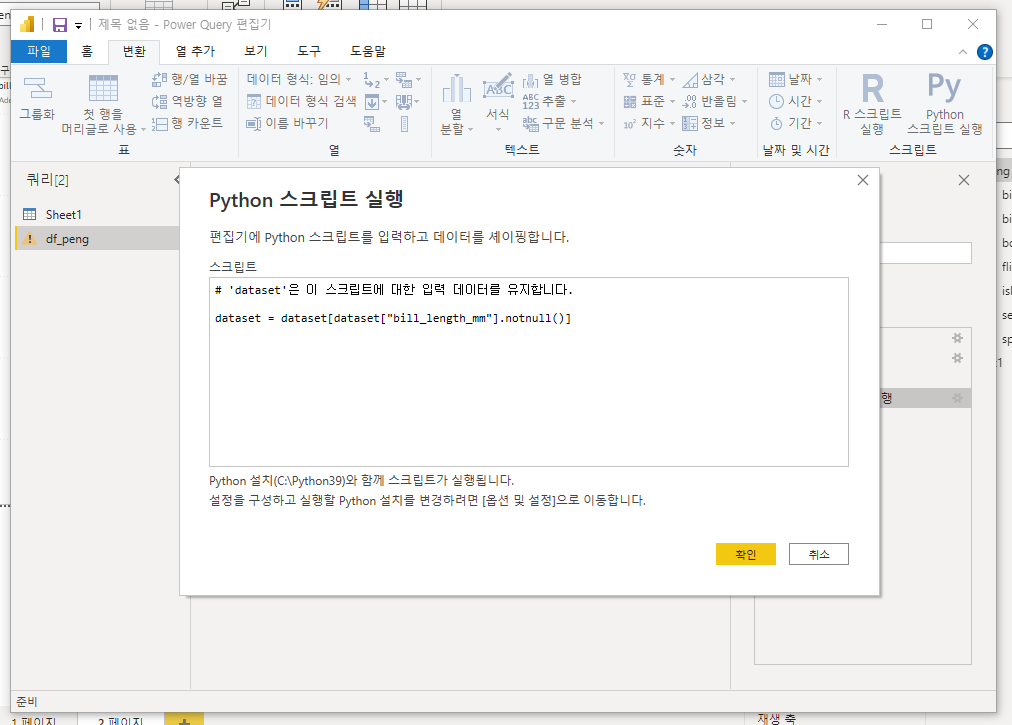 제목 없음 - Power Query 편집기
파일 홈 변환 열 추가 보기 도구 도움말
그룹화
첫 행을
머리글로 사용
행/열 바꿈
역방향 열
행 카운트
표
데이터 형식: 임의
데이터 형식 검색
이름 바꾸기
열
열
분할
서식
열 병합
추출
구문 분석
텍스트
통계
표준
지수
삼각
반올림
정보
숫자
날짜
시간
기간
날짜 및 시간
R 스크립트
실행
Python
스크립트 실행
스크립트
쿼리[2]
Sheet1
df_peng
Python 스크립트 실행
편집기에 Python 스크립트를 입력하고 데이터를 셰이핑합니다.
스크립트
# 'dataset'은 이 스크립트에 대한 입력 데이터를 유지합니다.
dataset = dataset[dataset["bill_length_mm"].notnull()]
Python 설치(C:\Python39)와 함께 스크립트가 실행됩니다.
설정을 구성하고 실행할 Python 설치를 변경하려면 [옵션 및 설정]으로 이동합니다.
확인 취소
행
준비
1 페이지 2 페이지 +
재생 축